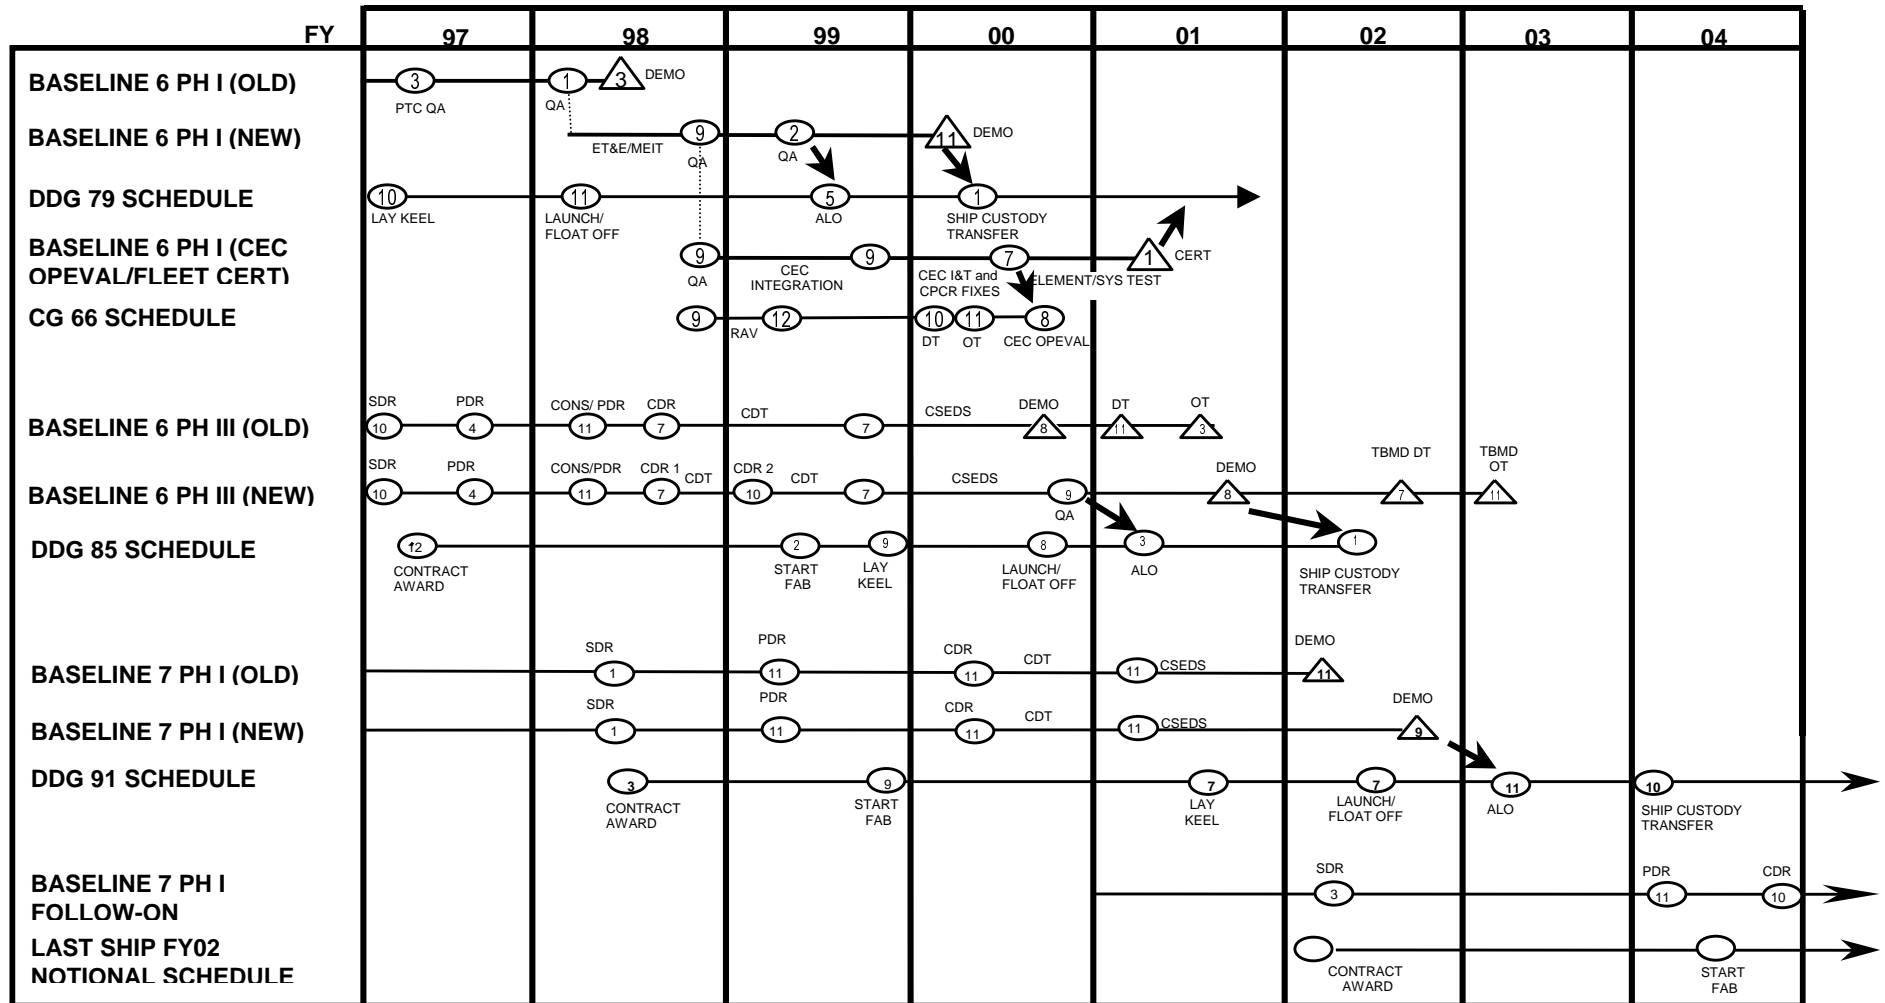 FY 97 98 99 00 01 02 03 04
BASELINE 6 PH I (OLD)
3 1 3 DEMO
PTC QA QA
BASELINE 6 PH I (NEW)
9 2 11 DEMO
ET&E/MEIT QA QA
DDG 79 SCHEDULE
10 11 5 1
LAY KEEL LAUNCH/ ALO SHIP CUSTODY
FLOAT OFF TRANSFER
BASELINE 6 PH I (CEC
OPEVAL/FLEET CERT)
9 9 7 1 CERT
QA CEC CEC I&T and ELEMENT/SYS TEST
INTEGRATION CPCR FIXES
CG 66 SCHEDULE
9 12 10 11 8
RAV DT OT CEC OPEVAL
SDR PDR CONS/ PDR CDR CDT CSEDS DEMO DT OT
BASELINE 6 PH III (OLD)
10 4 11 7 7 8 11 3
SDR PDR CONS/PDR CDR 1 CDT CDR 2 CDT CSEDS DEMO TBMD DT TBMD
OT
BASELINE 6 PH III (NEW)
10 4 11 7 10 7 9 8 7 11
QA
DDG 85 SCHEDULE
12 2 9 8 3 1
CONTRACT START LAY LAUNCH/ ALO SHIP CUSTODY
AWARD FAB KEEL FLOAT OFF TRANSFER
SDR PDR CDR CDT CSEDS DEMO
BASELINE 7 PH I (OLD)
1 11 11 11 11
SDR PDR CDR CDT CSEDS DEMO
BASELINE 7 PH I (NEW)
1 11 11 11 9
DDG 91 SCHEDULE
3 9 7 7 11 10
CONTRACT START LAY LAUNCH/ ALO SHIP CUSTODY
AWARD FAB KEEL FLOAT OFF TRANSFER
BASELINE 7 PH I
FOLLOW-ON
SDR PDR CDR
3 11 10
LAST SHIP FY02
NOTIONAL SCHEDULE
CONTRACT START
AWARD FAB